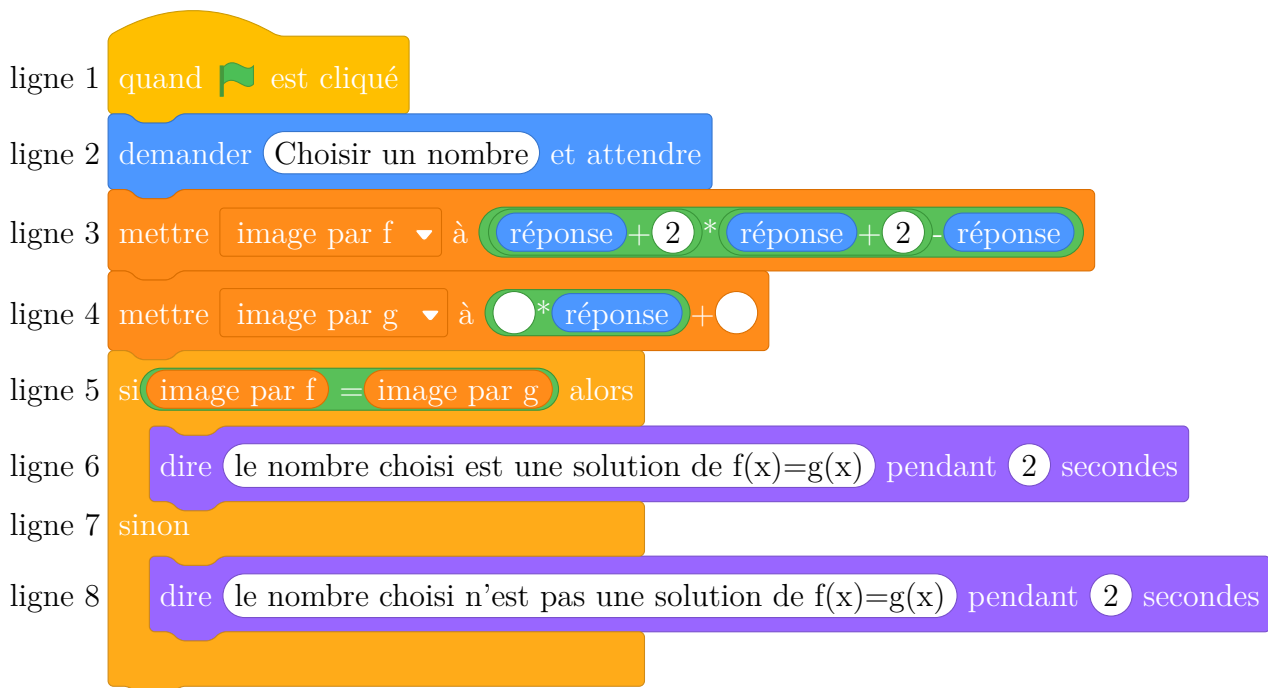 ligne 1 quand est cliqué
ligne 2 demander Choisir un nombre et attendre
ligne 3 mettre image par f à réponse+2*réponse+2-réponse
ligne 4 mettre image par g à *réponse+
ligne 5 si image par f = image par g alors
ligne 6 dire le nombre choisi est une solution de f(x)=g(x) pendant 2 secondes
ligne 7 sinon
ligne 8 dire le nombre choisi n'est pas une solution de f(x)=g(x) pendant 2 secondes